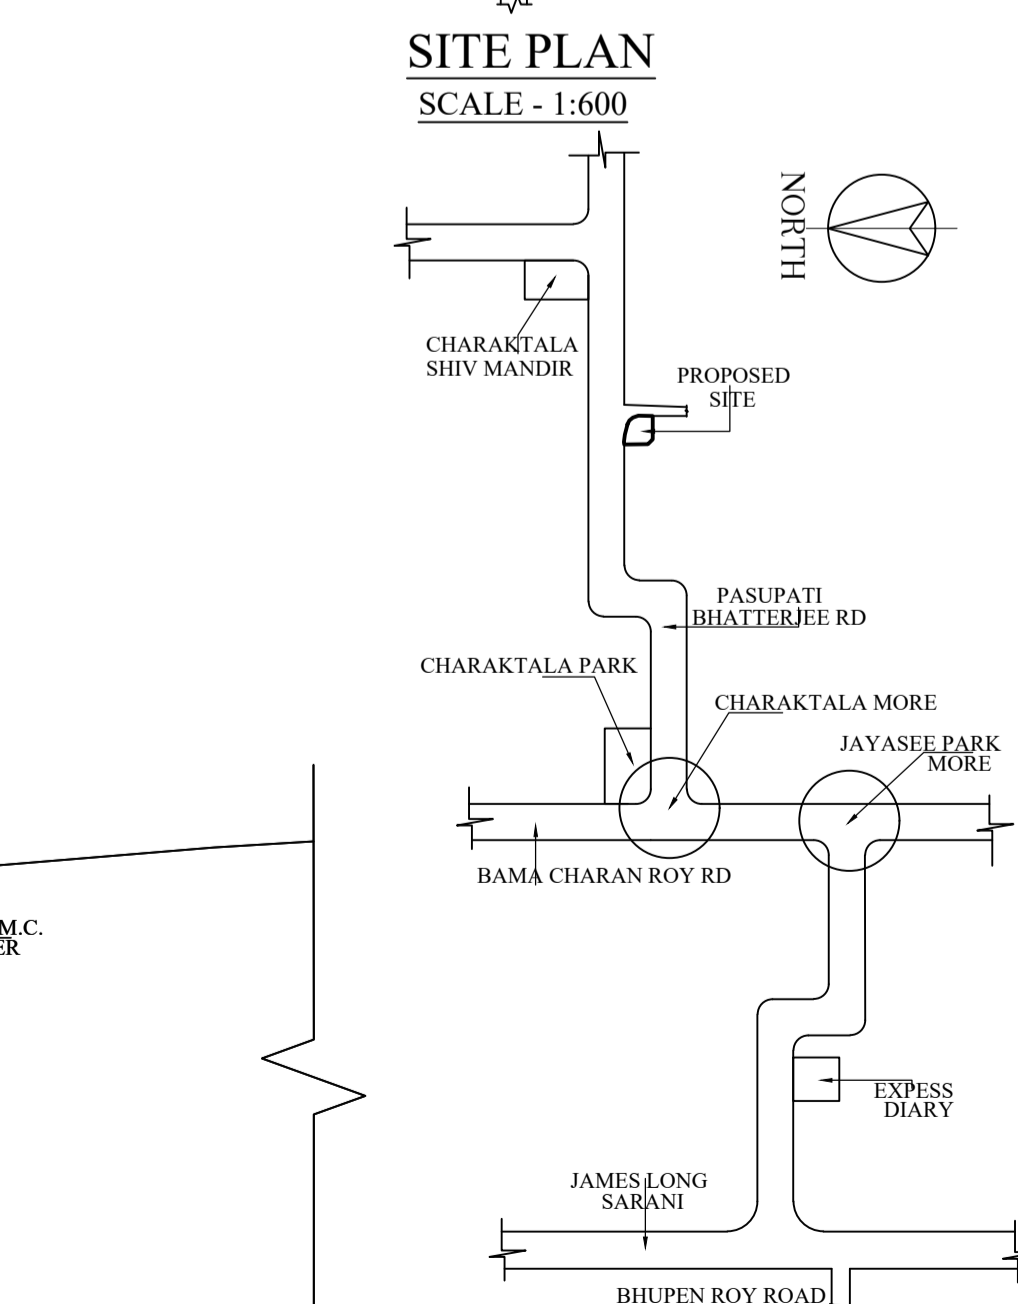 SITE PLAN
SCALE - 1:600
NORTH
CHARAKTALA
SHIV MANDIR
PROPOSED
SITE
PASUPATI
BHATTERJEE RD
CHARAKTALA PARK
CHARAKTALA MORE
JAYASEE PARK
MORE
BAMA CHARAN ROY RD
M.C.
ER
EXPESS
DIARY
JAMES LONG
SARANI
BHUPEN ROY ROAD